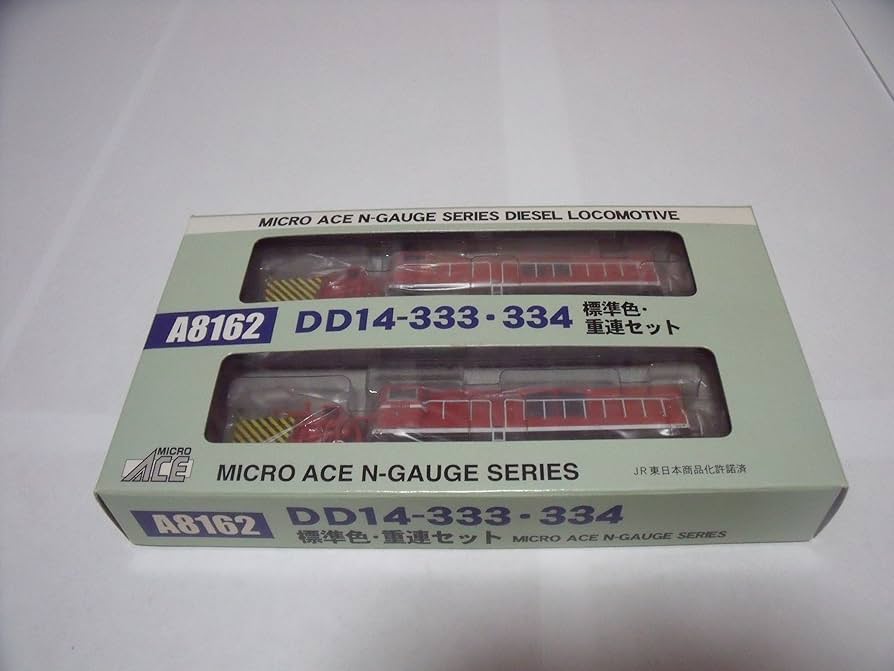 MICRO ACE N-GAUGE SERIES DIESEL LOCOMOTIVE
A8162 DD14-333・334 標準色・
重連セット
MICRO
ACE
MICRO ACE N-GAUGE SERIES
JR東日本商品化許諾済
A8162 DD14-333・334
標準色・重連セット MICRO ACE N-GAUGE SERIES